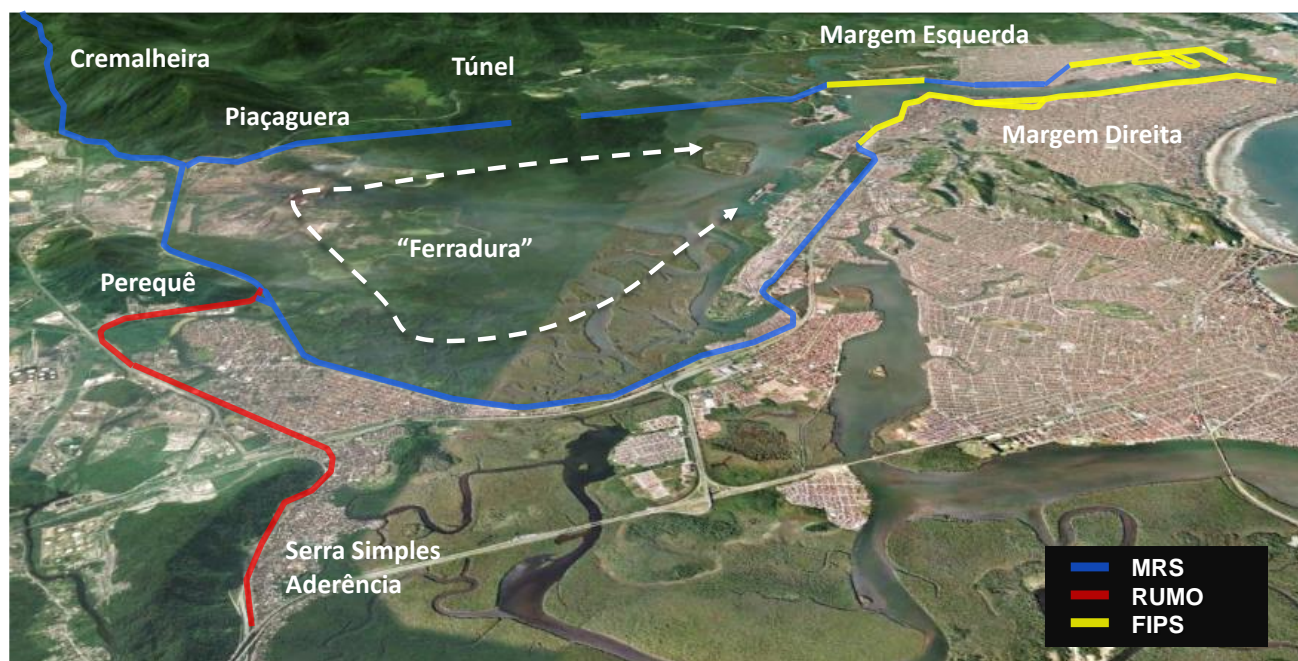 Margem Esquerda
Cremalheira
Túnel
Piaçaguera
Margem Direita
“Ferradura”
Perequê
Serra Simples
Aderência
MRS
RUMO
FIPS